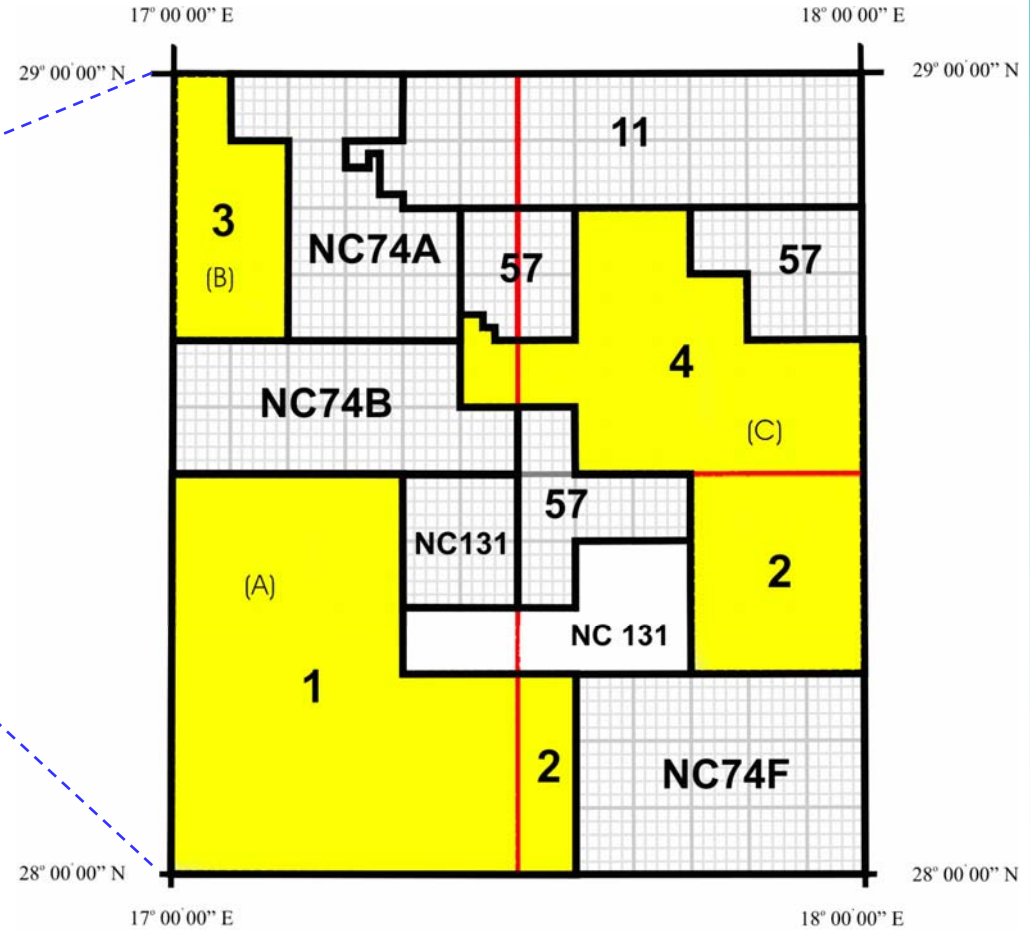 17° 00'00” E
18° 00'00” E
29° 00'00” N
29° 00'00” N
11
3
(B)
NC74A
57
57
4
NC74B
(C)
57
NC131
2
(A)
NC 131
1
2
NC74F
28° 00'00” N
28° 00'00” N
17° 00'00” E
18° 00'00” E